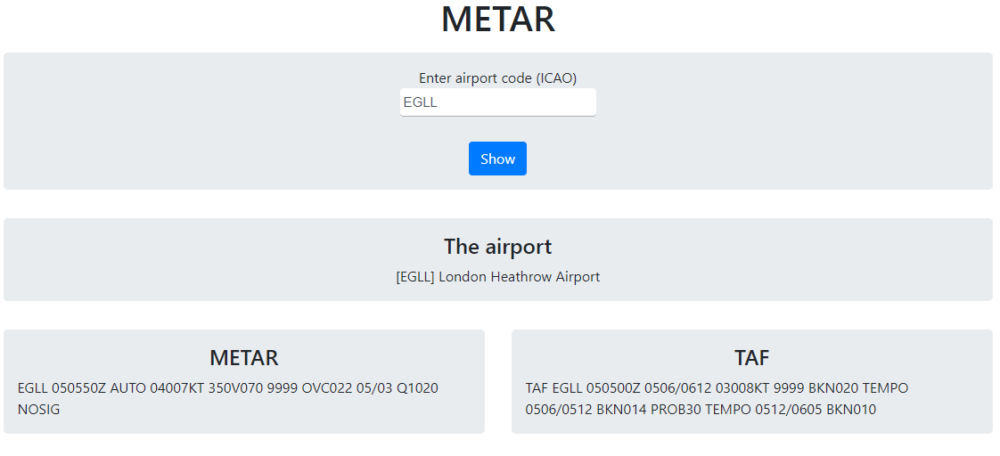 METAR
Enter airport code (ICAO)
EGLL
Show
The airport
[EGLL] London Heathrow Airport
METAR
EGLL 050550Z AUTO 04007KT 350V070 9999 OVC022 05/03 Q1020
NOSIG
TAF
TAF EGLL 050500Z 0506/0612 03008KT 9999 BKN020 TEMPO
0506/0512 BKN014 PROB30 TEMPO 0512/0605 BKN010